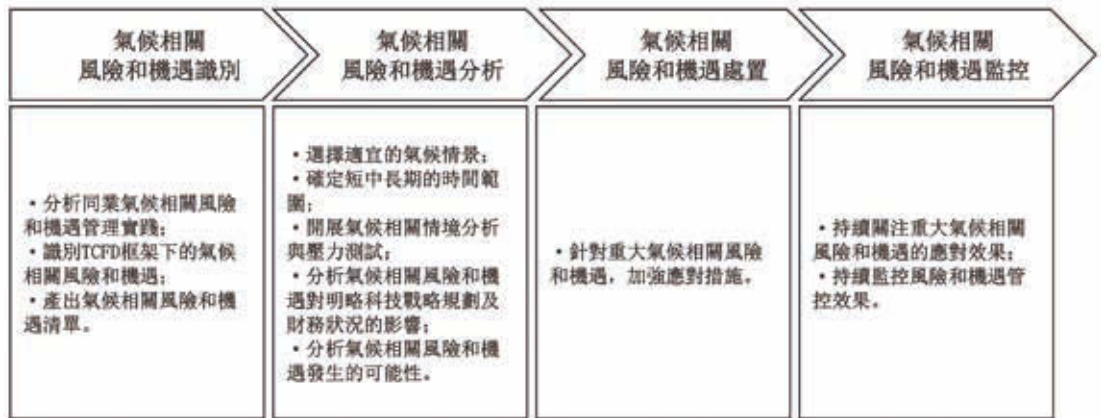 氣候相關
風險和機遇識別
氣候相關
風險和機遇分析
氣候相關
風險和機遇處置
氣候相關
風險和機遇監控
・分析同業氣候相關風險
和機遇管理實踐；
・識別TCFD框架下的氣候
相關風險和機遇；
・產出氣候相關風險和機
遇清單。
・選擇適宜的氣候情景；
・確定短中長期的時間範
圍；
・開展氣候相關情境分析
與壓力測試；
・分析氣候相關風險和機
遇對明略科技戰略規劃及
財務狀況的影響；
・分析氣候相關風險和機
遇發生的可能性。
・針對重大氣候相關風險
和機遇，加強應對措施。
・持續關注重大氣候相關
風險和機遇的應對效果；
・持續監控風險和機遇管
控效果。